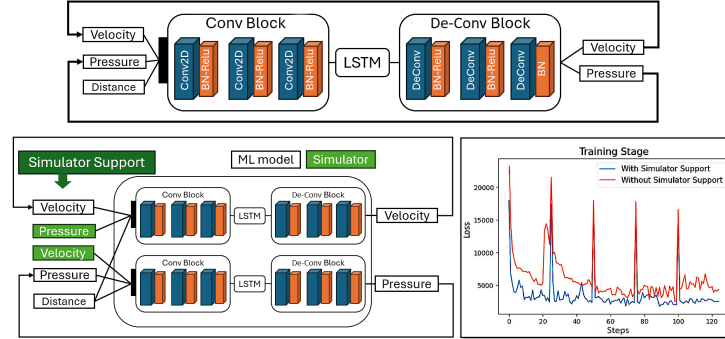 Conv Block
De-Conv Block
Velocity
Pressure
Distance
Conv2D
BN-Relu
Conv2D
BN-Relu
Conv2D
BN-Relu
LSTM
DeConv
BN-Relu
DeConv
BN-Relu
DeConv
BN
Velocity
Pressure
Simulator Support
ML model
Simulator
Velocity
Pressure
Velocity
Pressure
Distance
Conv Block
LSTM
De-Conv Block
Velocity
Conv Block
LSTM
De-Conv Block
Pressure
Training Stage
With Simulator Support
Without Simulator Support
Loss
20000
15000
10000
5000
0
20
40
60
80
100
120
Steps